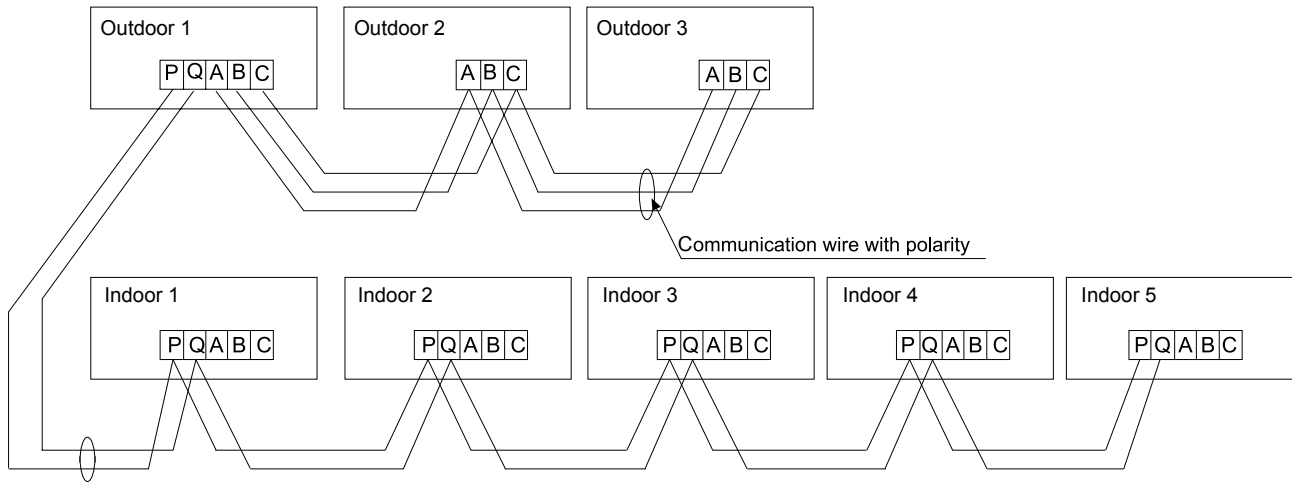 Outdoor 1
P Q A B C
Outdoor 2
A B C
Outdoor 3
A B C
Communication wire with polarity
Indoor 1
P Q A B C
Indoor 2
P Q A B C
Indoor 3
P Q A B C
Indoor 4
P Q A B C
Indoor 5
P Q A B C